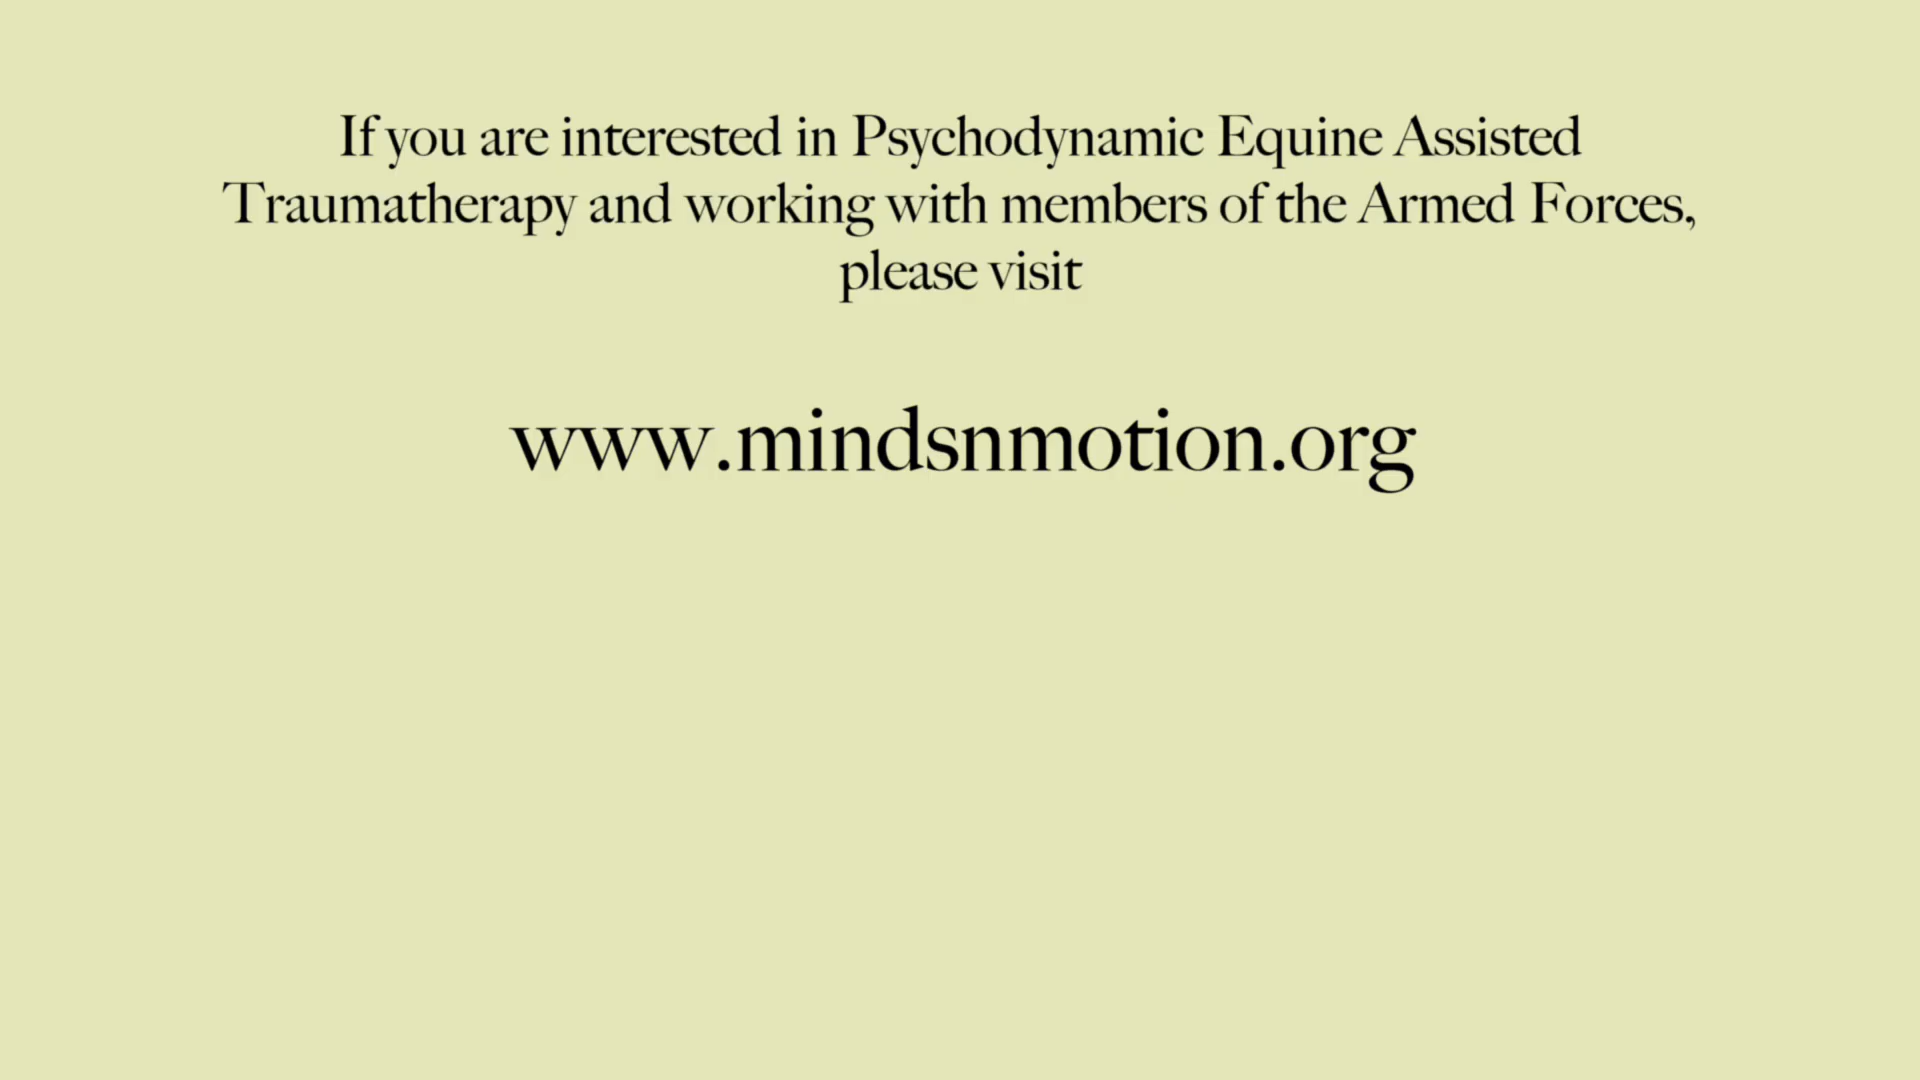 If you are interested in Psychodynamic Equine Assisted
Traumatherapy and working with members of the Armed Forces,
please visit
www.mindsnmotion.org